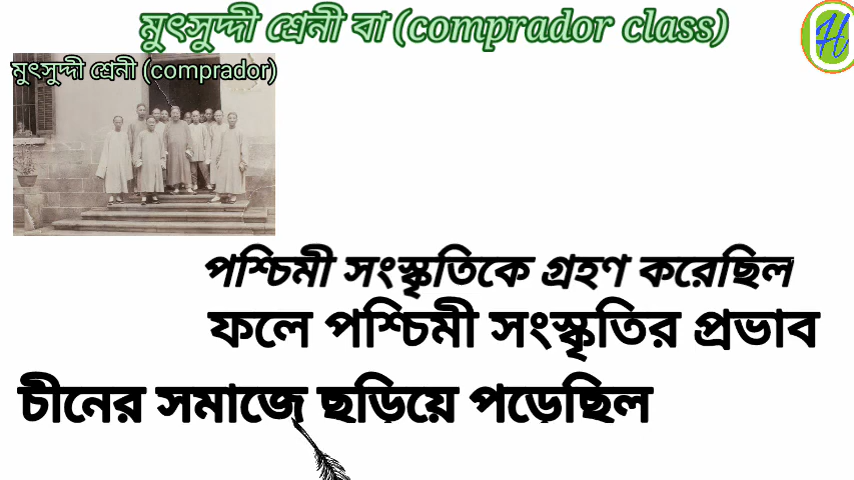 মুৎসুদ্দী শ্রেনী বা (comprador class)
H
মুৎসুদ্দী শ্রেনী (comprador)
পশ্চিমী সংস্কৃতিকে গ্রহণ করেছিল
ফলে পশ্চিমী সংস্কৃতির প্রভাব
চীনের সমাজে ছড়িয়ে পড়েছিল